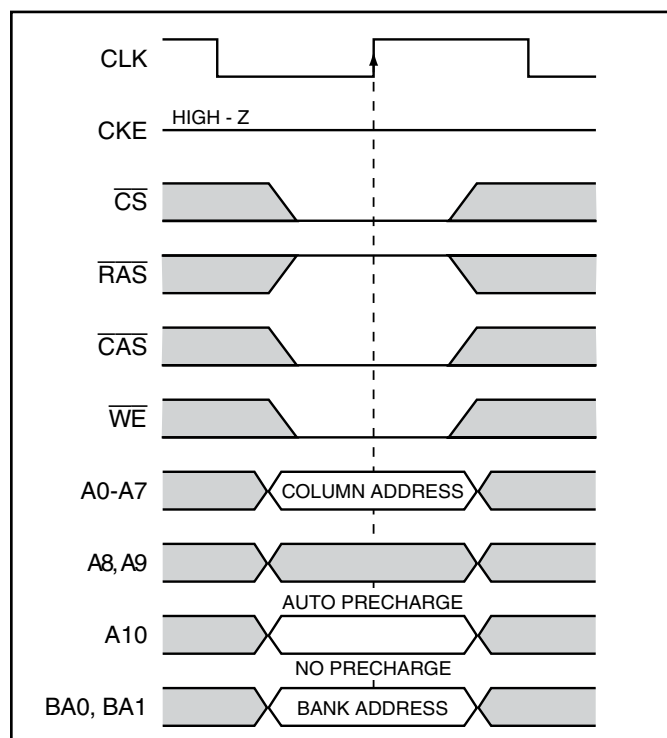 CLK
CKE HIGH - Z
CS
RAS
CAS
WE
A0-A7 COLUMN ADDRESS
A8, A9
AUTO PRECHARGE
A10
NO PRECHARGE
BA0, BA1 BANK ADDRESS